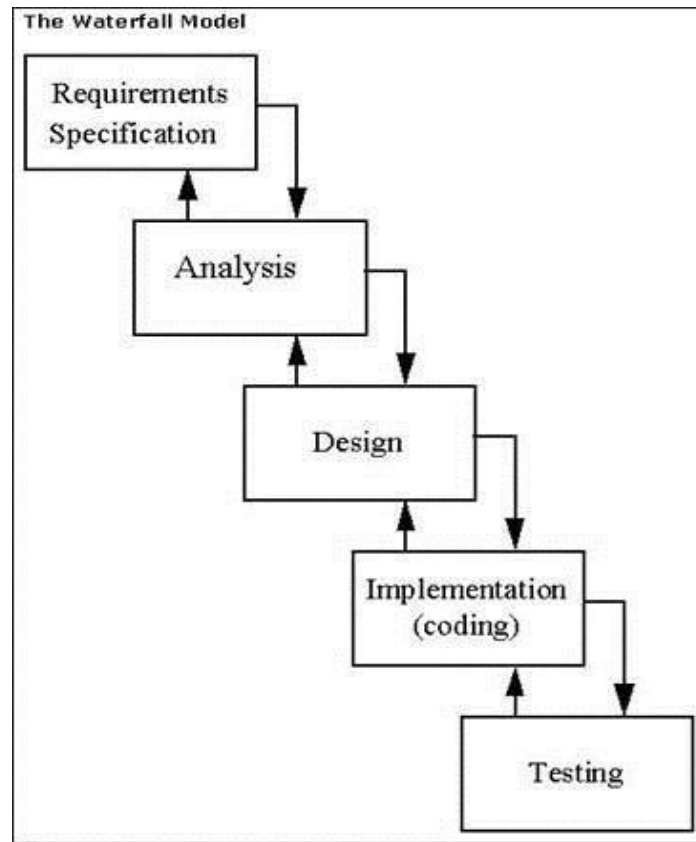 The Waterfall Model
Requirements
Specification
Analysis
Design
Implementation
(coding)
Testing